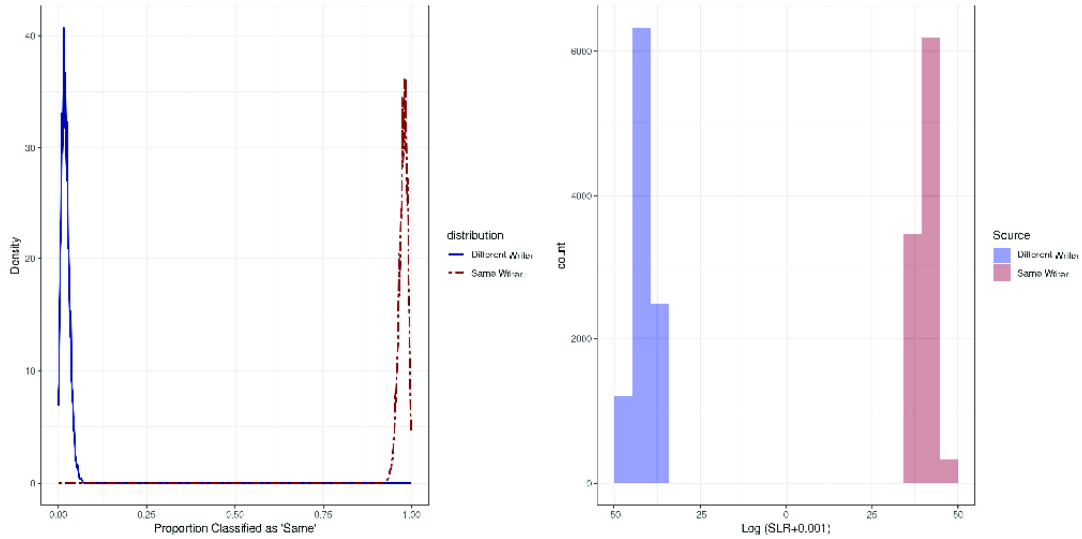 40
30
20
10
0
Density
0.00 0.25 0.50 0.75 1.00
Proportion Classified as 'Same'
distribution
Different Writer
Same Writer
6000
4000
2000
0
count
50 25 0 25 50
Log (SLR+0.001)
Source
Different Writer
Same Writer